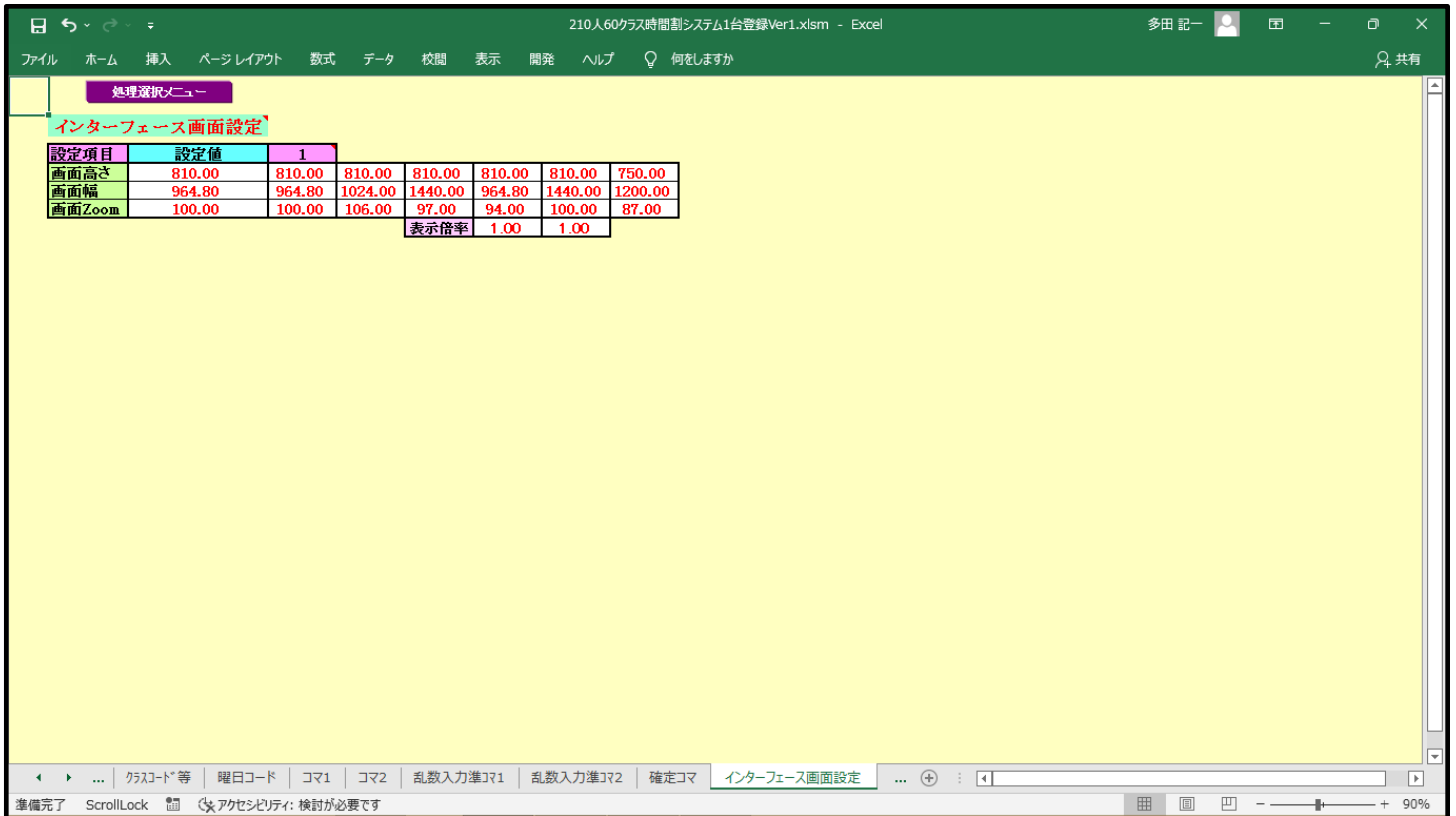 210人60クラス時間割システム1台登録Ver1.xlsm - Excel 多田 記一
ファイル ホーム 挿入 ページ レイアウト 数式 データ 校閲 表示 開発 ヘルプ 何をしますか 共有
処理選択メニュー
インターフェース画面設定
設定項目 設定値 1
画面高さ 810.00 810.00 810.00 810.00 810.00 810.00 750.00
画面幅 964.80 964.80 1024.00 1440.00 964.80 1440.00 1200.00
画面Zoom 100.00 100.00 106.00 97.00 94.00 100.00 87.00
表示倍率 1.00 1.00
... クラスコード等 曜日コード コマ1 コマ2 乱数入力準コマ1 乱数入力準コマ2 確定コマ インターフェース画面設定 ...
準備完了 ScrollLock アクセシビリティ: 検討が必要です 90%